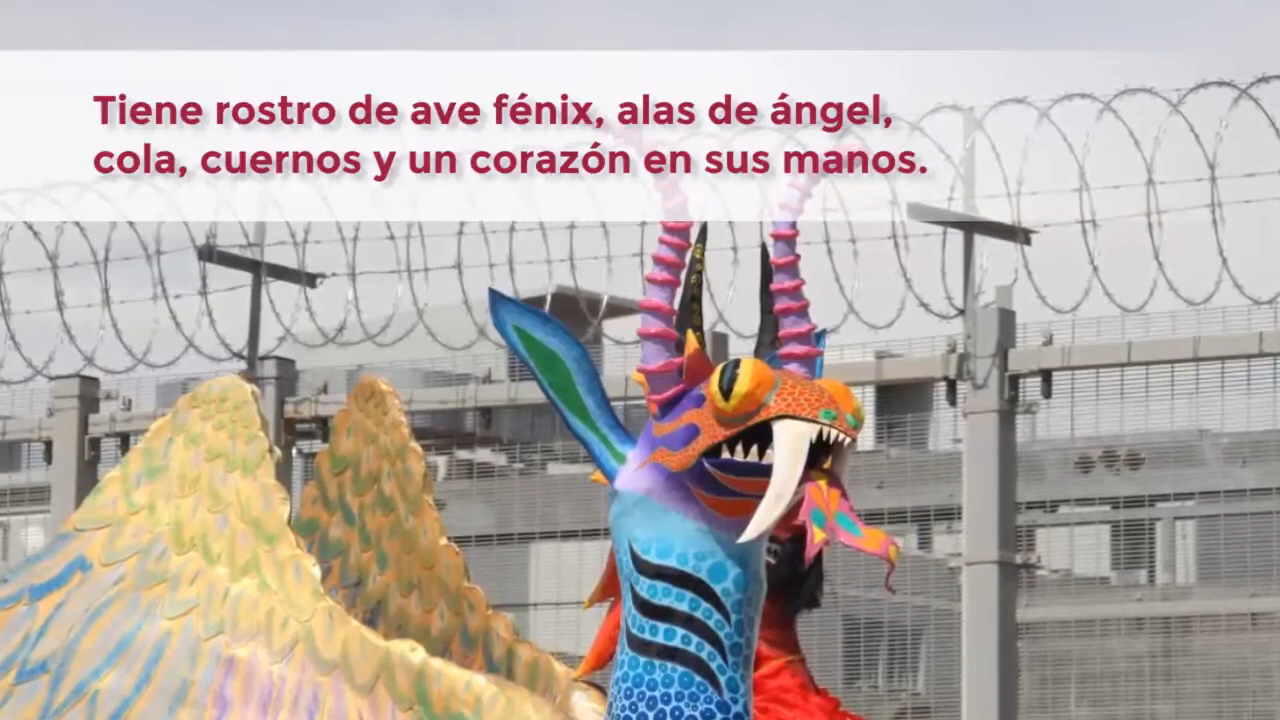 Tiene rostro de ave fénix, alas de ángel,
cola, cuernos y un corazón en sus manos.